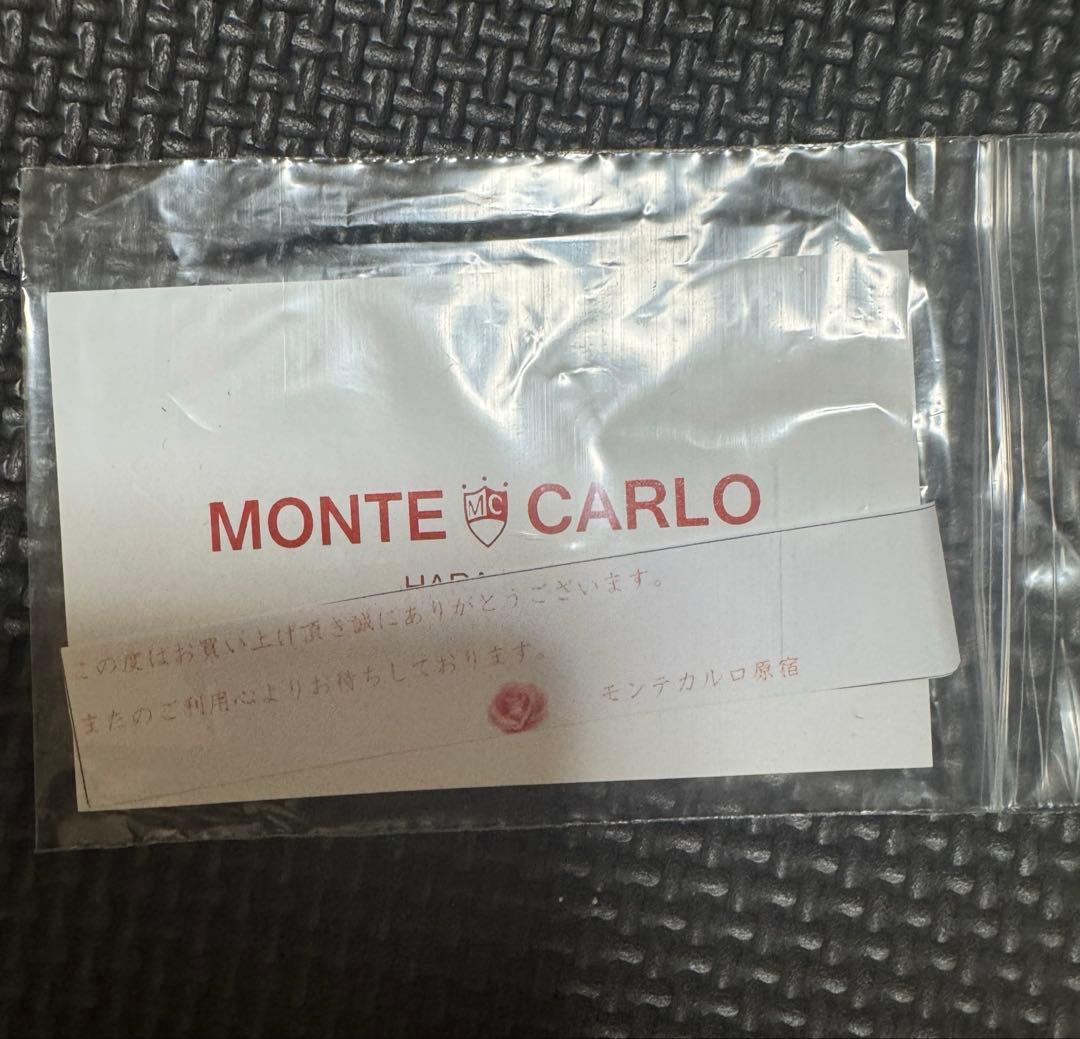 MONTE MC CARLO
この度はお買い上げ頂き誠にありがとうございます。
またのご利用心よりお待ちしております。
モンテカルロ原宿